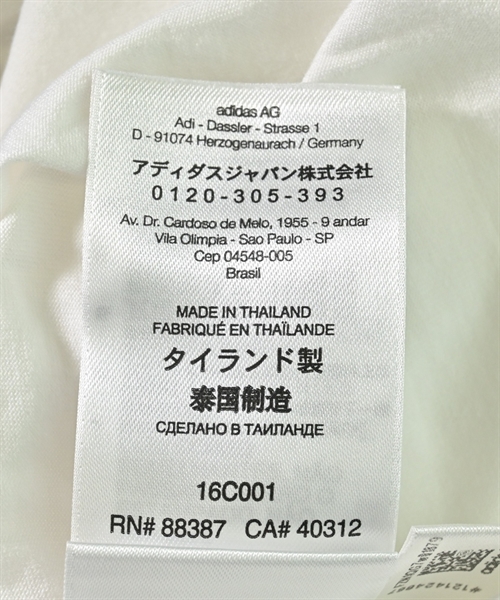 adidas AG
Adi - Dassler - Strasse 1
D - 91074 Herzogenaurach / Germany
アディダスジャパン株式会社
0120-305-393
Av. Dr. Cardoso de Melo, 1955 - 9 andar
Vila Olimpia - Sao Paulo - SP
Cep 04548-005
Brasil
MADE IN THAILAND
FABRIQUÉ EN THAÏLANDE
タイランド製
泰国制造
СДЕЛАНО В ТАИЛАНДЕ
16C001
RN# 88387 CA# 40312